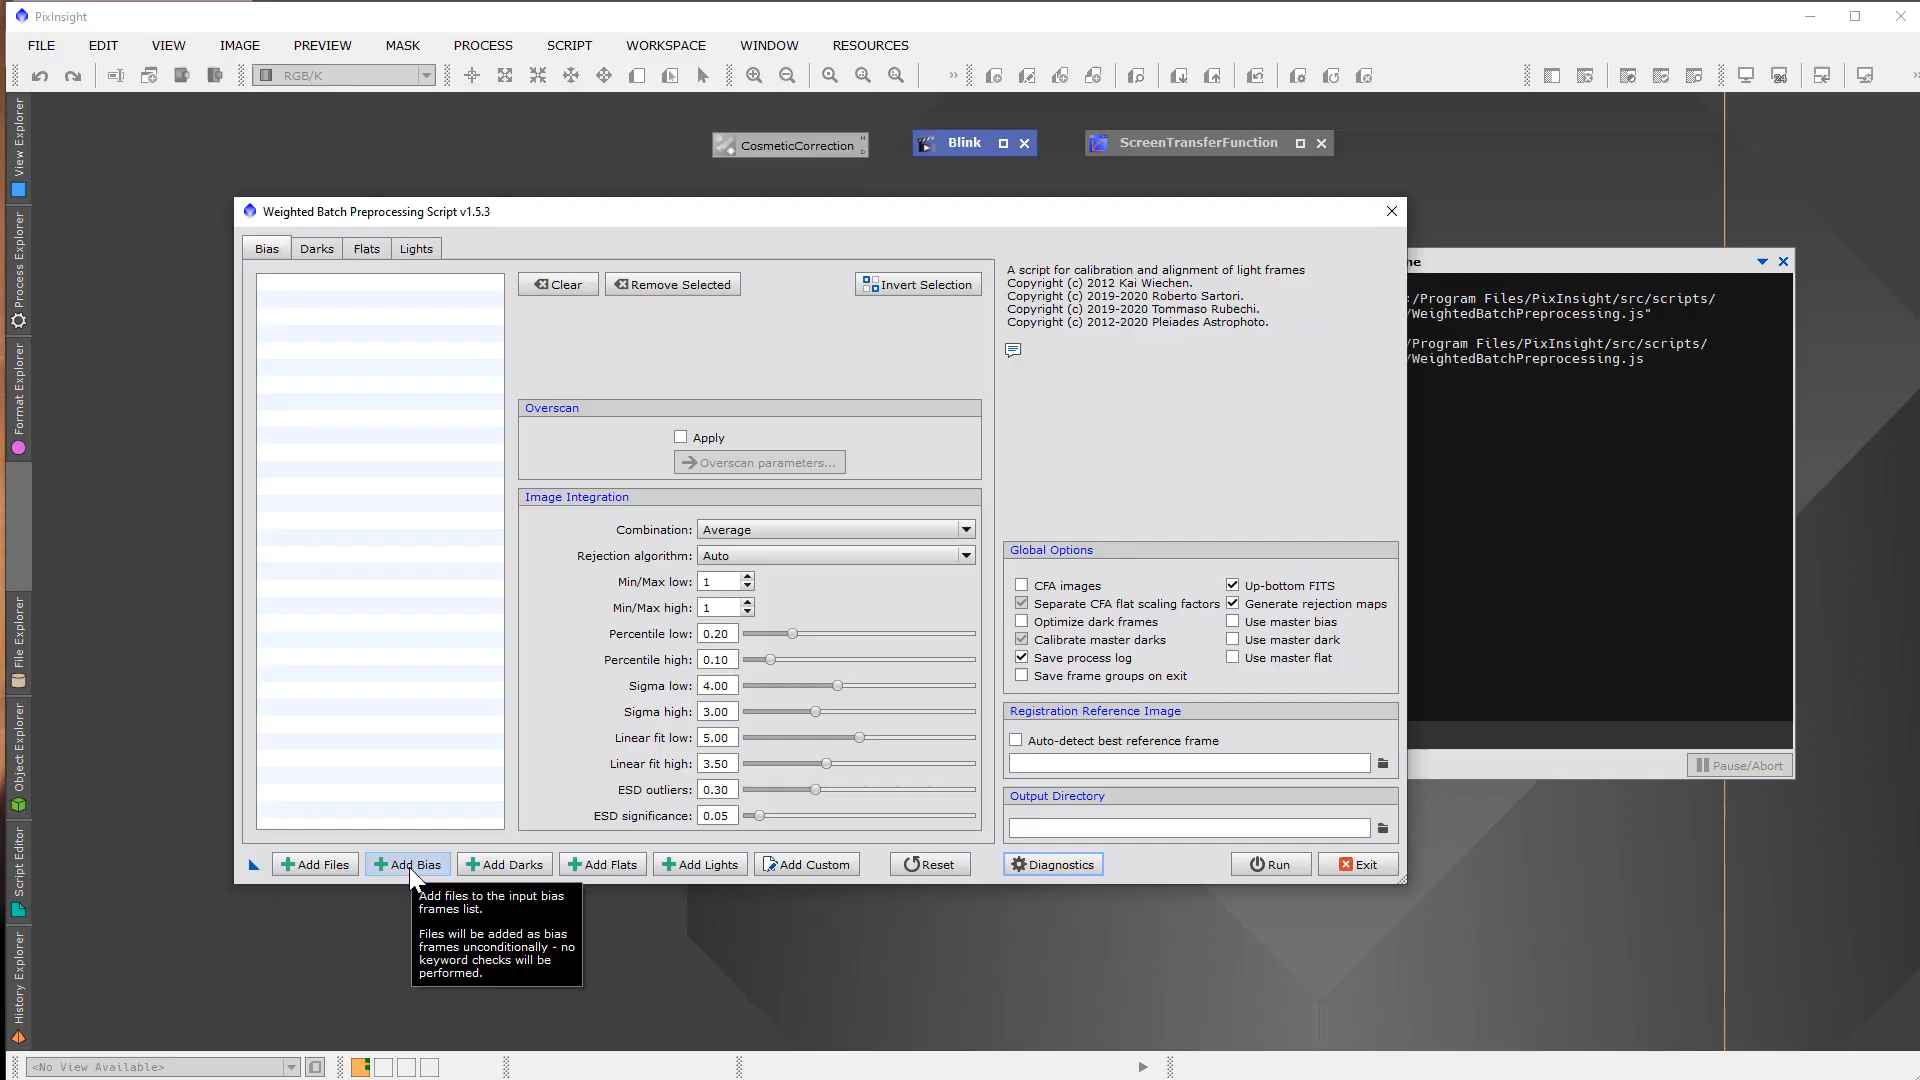 PixInsight
FILE EDIT VIEW IMAGE PREVIEW MASK PROCESS SCRIPT WORKSPACE WINDOW RESOURCES
RGB/K
24
View Explorer
Process Explorer
Format Explorer
File Explorer
Object Explorer
Script Editor
History Explorer
CosmeticCorrection
N
D
Blink
ScreenTransferFunction
Weighted Batch Preprocessing Script v1.5.3
Bias Darks Flats Lights
Clear Remove Selected Invert Selection
Overscan
Apply
Overscan parameters...
Image Integration
Combination: Average
Rejection algorithm: Auto
Min/Max low: 1
Min/Max high: 1
Percentile low: 0.20
Percentile high: 0.10
Sigma low: 4.00
Sigma high: 3.00
Linear fit low: 5.00
Linear fit high: 3.50
ESD outliers: 0.30
ESD significance: 0.05
A script for calibration and alignment of light frames
Copyright (c) 2012 Kai Wiechen.
Copyright (c) 2019-2020 Roberto Sartori.
Copyright (c) 2019-2020 Tommaso Rubechi.
Copyright (c) 2012-2020 Pleiades Astrophoto.
Global Options
CFA images Up-bottom FITS
Separate CFA flat scaling factors Generate rejection maps
Optimize dark frames Use master bias
Calibrate master darks Use master dark
Save process log Use master flat
Save frame groups on exit
Registration Reference Image
Auto-detect best reference frame
Output Directory
Add Files Add Bias Add Darks Add Flats Add Lights Add Custom Reset Diagnostics Run Exit
Add files to the input bias
frames list.
Files will be added as bias
frames unconditionally - no
keyword checks will be
performed.
ne
:/Program Files/PixInsight/src/scripts/
/WeightedBatchPreprocessing.js"
/Program Files/PixInsight/src/scripts/
/WeightedBatchPreprocessing.js
Pause/Abort
<No View Available>